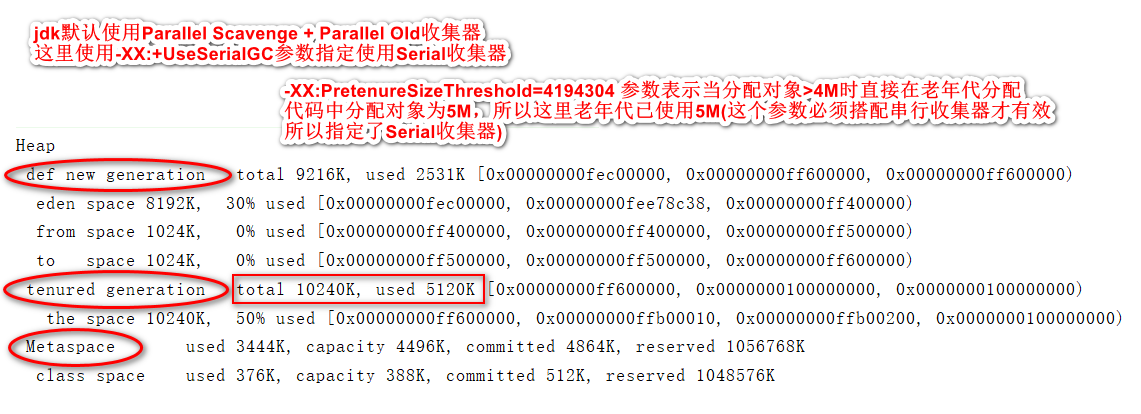 jdk默认使用Parallel Scavenge + Parallel Old收集器
这里使用-XX:+UseSerialGC参数指定使用Serial收集器
-XX:PretenureSizeThreshold=4194304 参数表示当分配对象>4M时直接在老年代分配
代码中分配对象为5M，所以这里老年代已使用5M(这个参数必须搭配串行收集器才有效
所以指定了Serial收集器)
Heap
def new generation total 9216K, used 2531K [0x00000000fec00000, 0x00000000ff600000, 0x00000000ff600000)
eden space 8192K, 30% used [0x00000000fec00000, 0x00000000fee78c38, 0x00000000ff400000)
from space 1024K, 0% used [0x00000000ff400000, 0x00000000ff400000, 0x00000000ff500000)
to space 1024K, 0% used [0x00000000ff500000, 0x00000000ff500000, 0x00000000ff600000)
tenured generation total 10240K, used 5120K [0x00000000ff600000, 0x0000000100000000, 0x0000000100000000)
the space 10240K, 50% used [0x00000000ff600000, 0x00000000ffb00010, 0x00000000ffb00200, 0x0000000100000000)
Metaspace used 3444K, capacity 4496K, committed 4864K, reserved 1056768K
class space used 376K, capacity 388K, committed 512K, reserved 1048576K